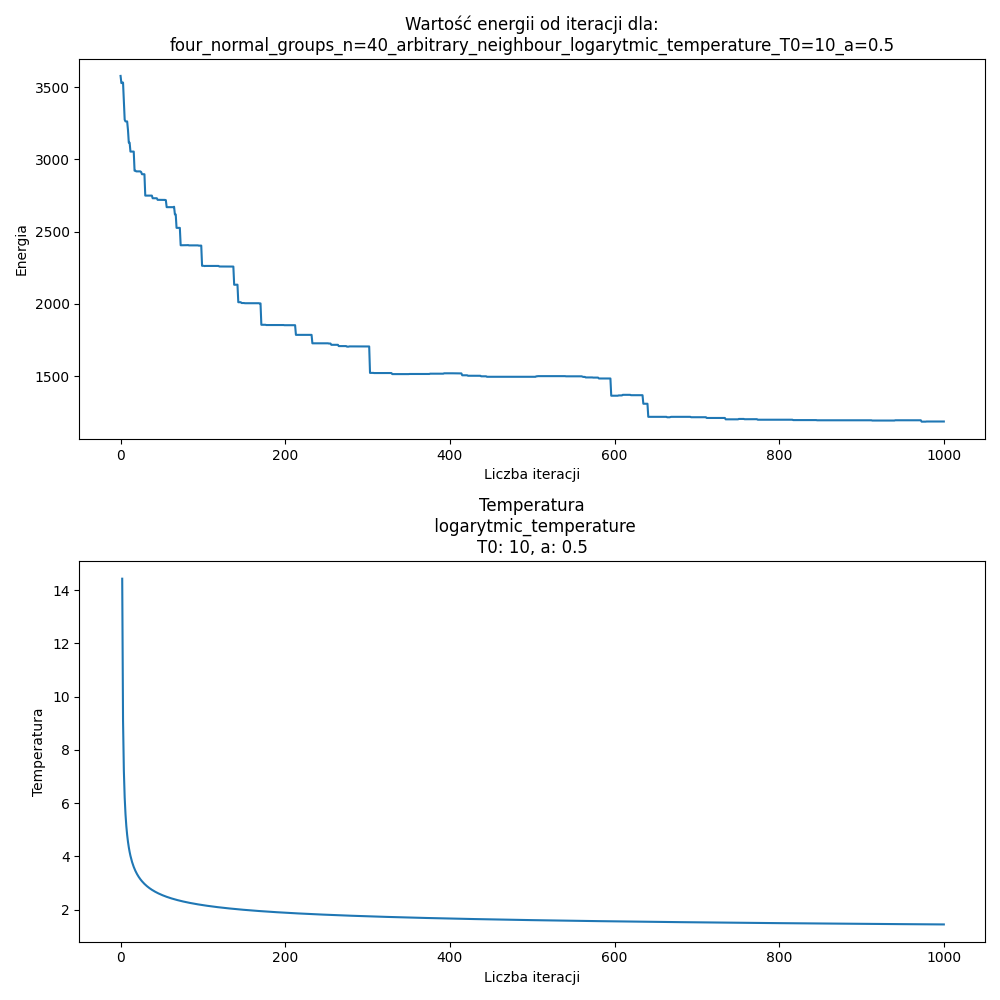 Wartość energii od iteracji dla:
four_normal_groups_n=40_arbitrary_neighbour_logarytmic_temperature_T0=10_a=0.5
3500
3000
2500
2000
1500
Energia
0 200 400 600 800 1000
Liczba iteracji
Temperatura
logarytmic_temperature
T0: 10, a: 0.5
14
12
10
8
6
4
2
Temperatura
0 200 400 600 800 1000
Liczba iteracji